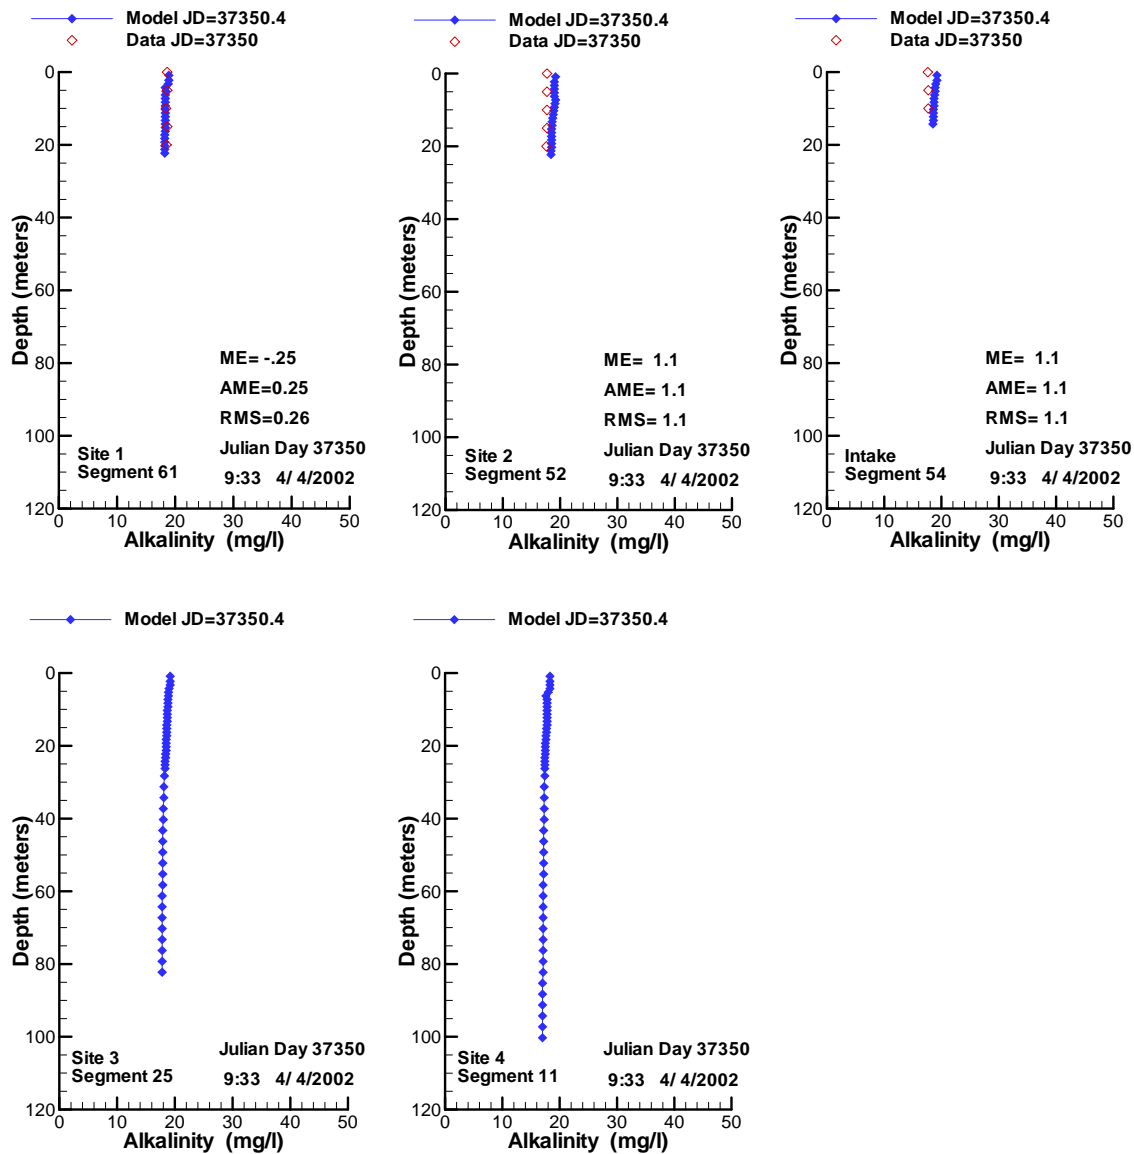 Model JD=37350.4
Data JD=37350
0
20
40
60
80
100
120
Depth (meters)
ME= -.25
AME=0.25
RMS=0.26
Julian Day 37350
9:33 4/ 4/2002
Site 1
Segment 61
0 10 20 30 40 50
Alkalinity (mg/l)
Model JD=37350.4
Data JD=37350
0
20
40
60
80
100
120
Depth (meters)
ME= 1.1
AME=1.1
RMS=1.1
Julian Day 37350
9:33 4/ 4/2002
Site 2
Segment 52
0 10 20 30 40 50
Alkalinity (mg/l)
Model JD=37350.4
Data JD=37350
0
20
40
60
80
100
120
Depth (meters)
ME= 1.1
AME=1.1
RMS=1.1
Julian Day 37350
9:33 4/ 4/2002
Intake
Segment 54
0 10 20 30 40 50
Alkalinity (mg/l)
Model JD=37350.4
0
20
40
60
80
100
120
Depth (meters)
Julian Day 37350
9:33 4/ 4/2002
Site 3
Segment 25
0 10 20 30 40 50
Alkalinity (mg/l)
Model JD=37350.4
0
20
40
60
80
100
120
Depth (meters)
Julian Day 37350
9:33 4/ 4/2002
Site 4
Segment 11
0 10 20 30 40 50
Alkalinity (mg/l)